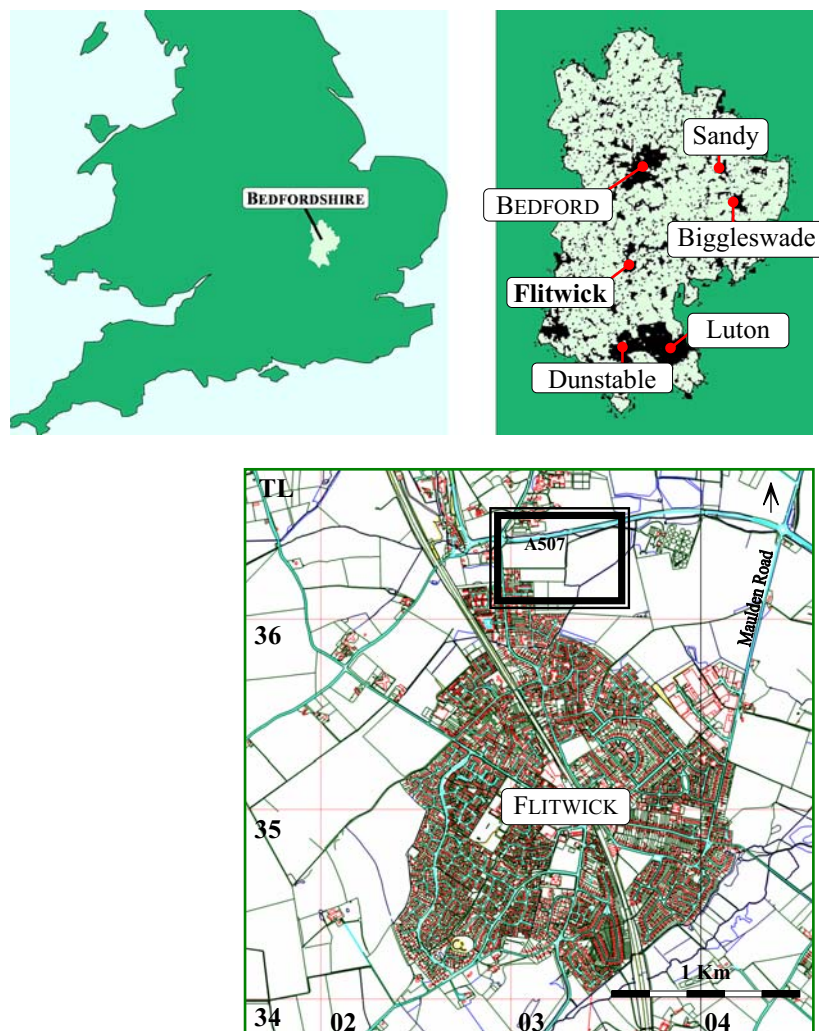 BEDFORDSHIRE
Sandy
BEDFORD
Biggleswade
Flitwick
Luton
Dunstable
TL
A507
Maulden Road
36
FLITWICK
35
1 Km
34
02
03
04